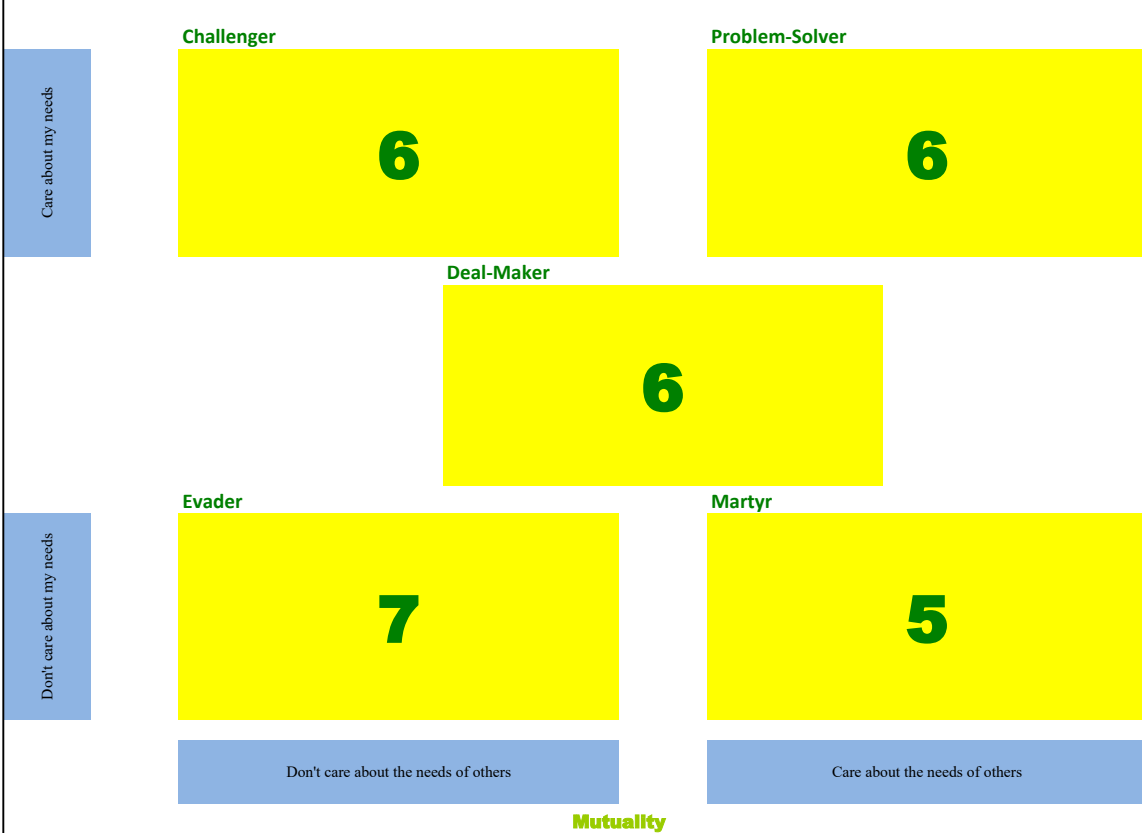 Challenger
Problem-Solver
Care about my needs
6
6
Deal-Maker
6
Evader
Martyr
Don't care about my needs
7
5
Don't care about the needs of others
Care about the needs of others
Mutuality